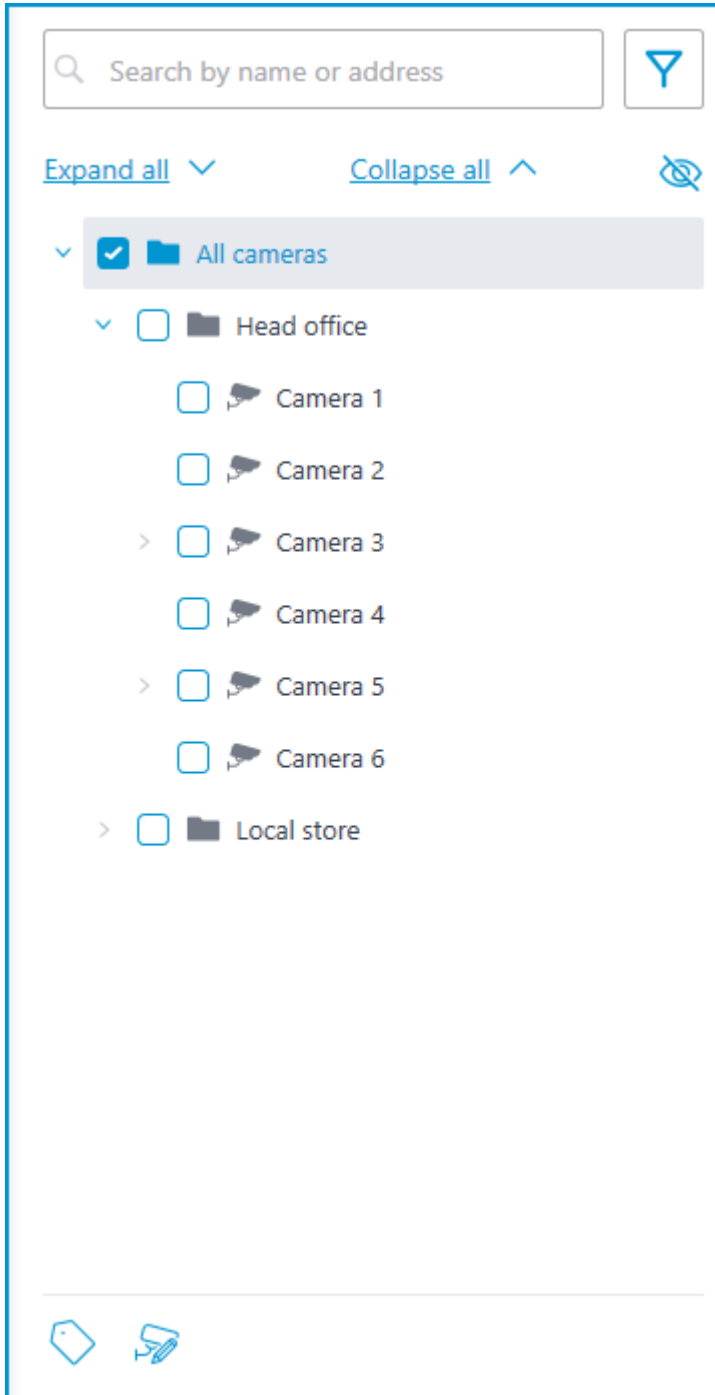 Search by name or address
Expand all Collapse all
All cameras
Head office
Camera 1
Camera 2
Camera 3
Camera 4
Camera 5
Camera 6
Local store